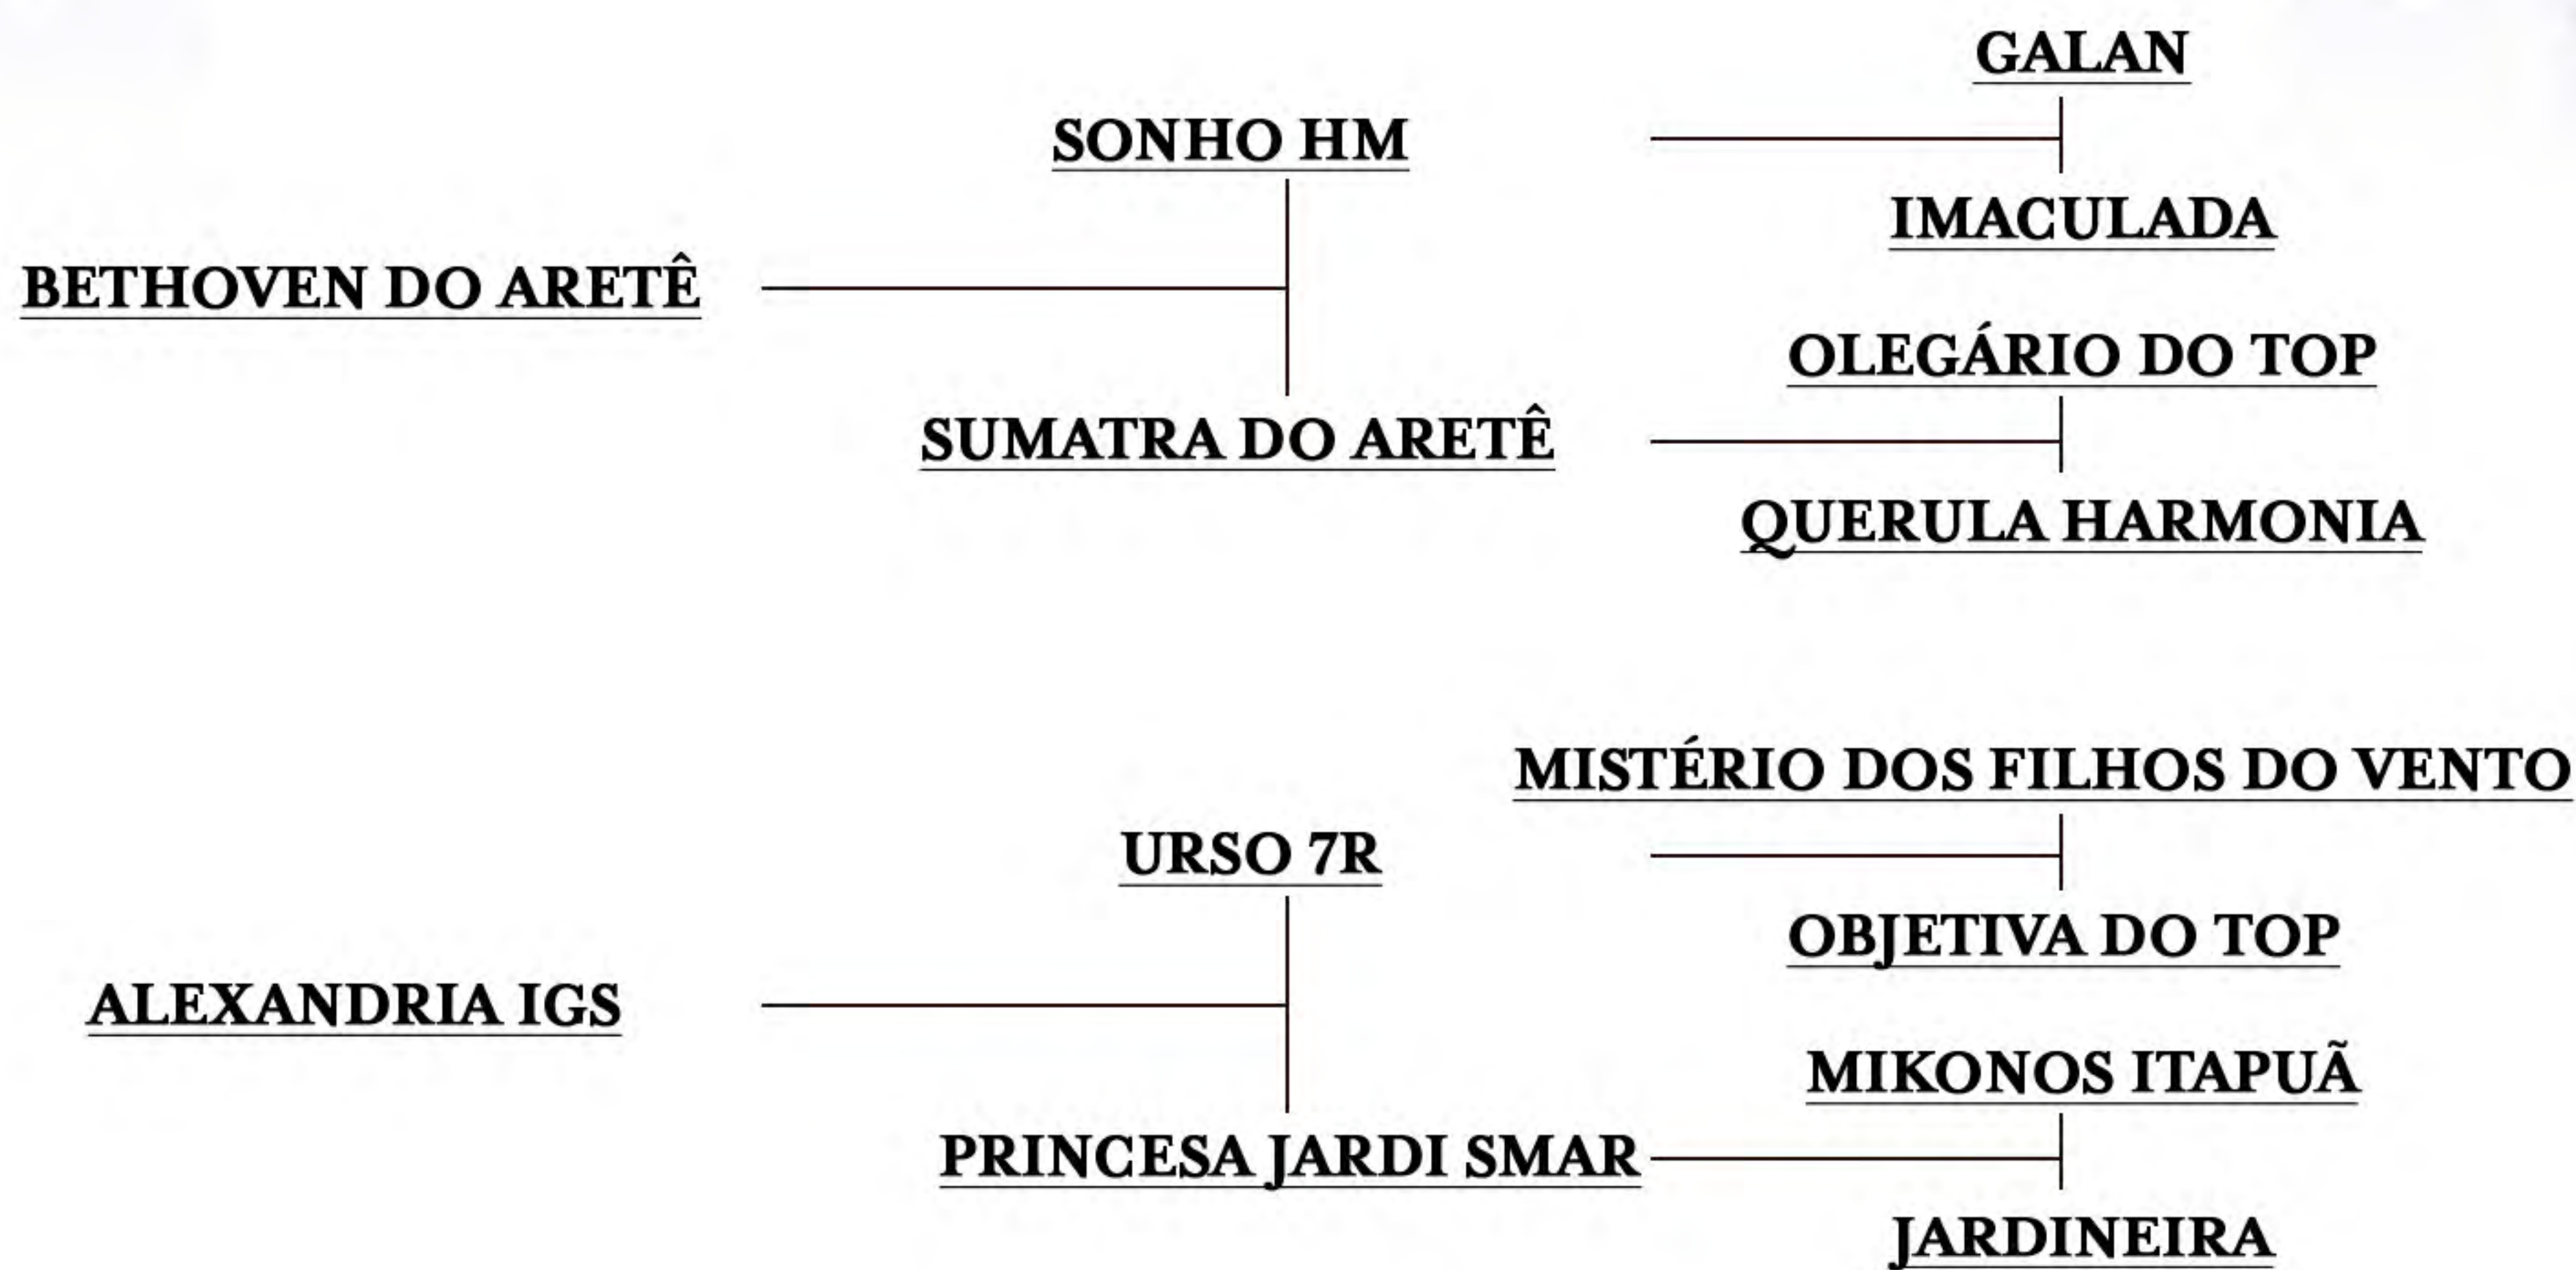 GALAN
SONHO HM
IMACULADA
BETHOVEN DO ARETÊ
OLEGÁRIO DO TOP
SUMATRA DO ARETÊ
QUERULA HARMONIA
MISTÉRIO DOS FILHOS DO VENTO
URSO 7R
OBJETIVA DO TOP
ALEXANDRIA IGS
MIKONOS ITAPUÃ
PRINCESA JARDI SMAR
JARDINEIRA